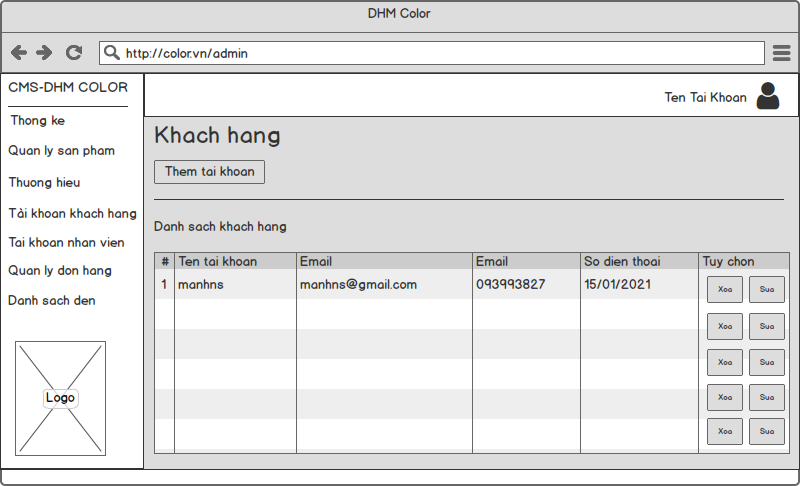 DHM Color
http://color.vn/admin
CMS-DHM COLOR
Thong ke
Quan ly san pham
Thuong hieu
Tài khoan khach hang
Tai khoan nhan vien
Quan ly don hang
Danh sach den
Logo
Ten Tai Khoan
Khach hang
Them tai khoan
Danh sach khach hang
# Ten tai khoan Email Email So dien thoai Tuy chon
1 manhns manhns@gmail.com 093993827 15/01/2021 Xoa Sua
Xoa Sua
Xoa Sua
Xoa Sua
Xoa Sua